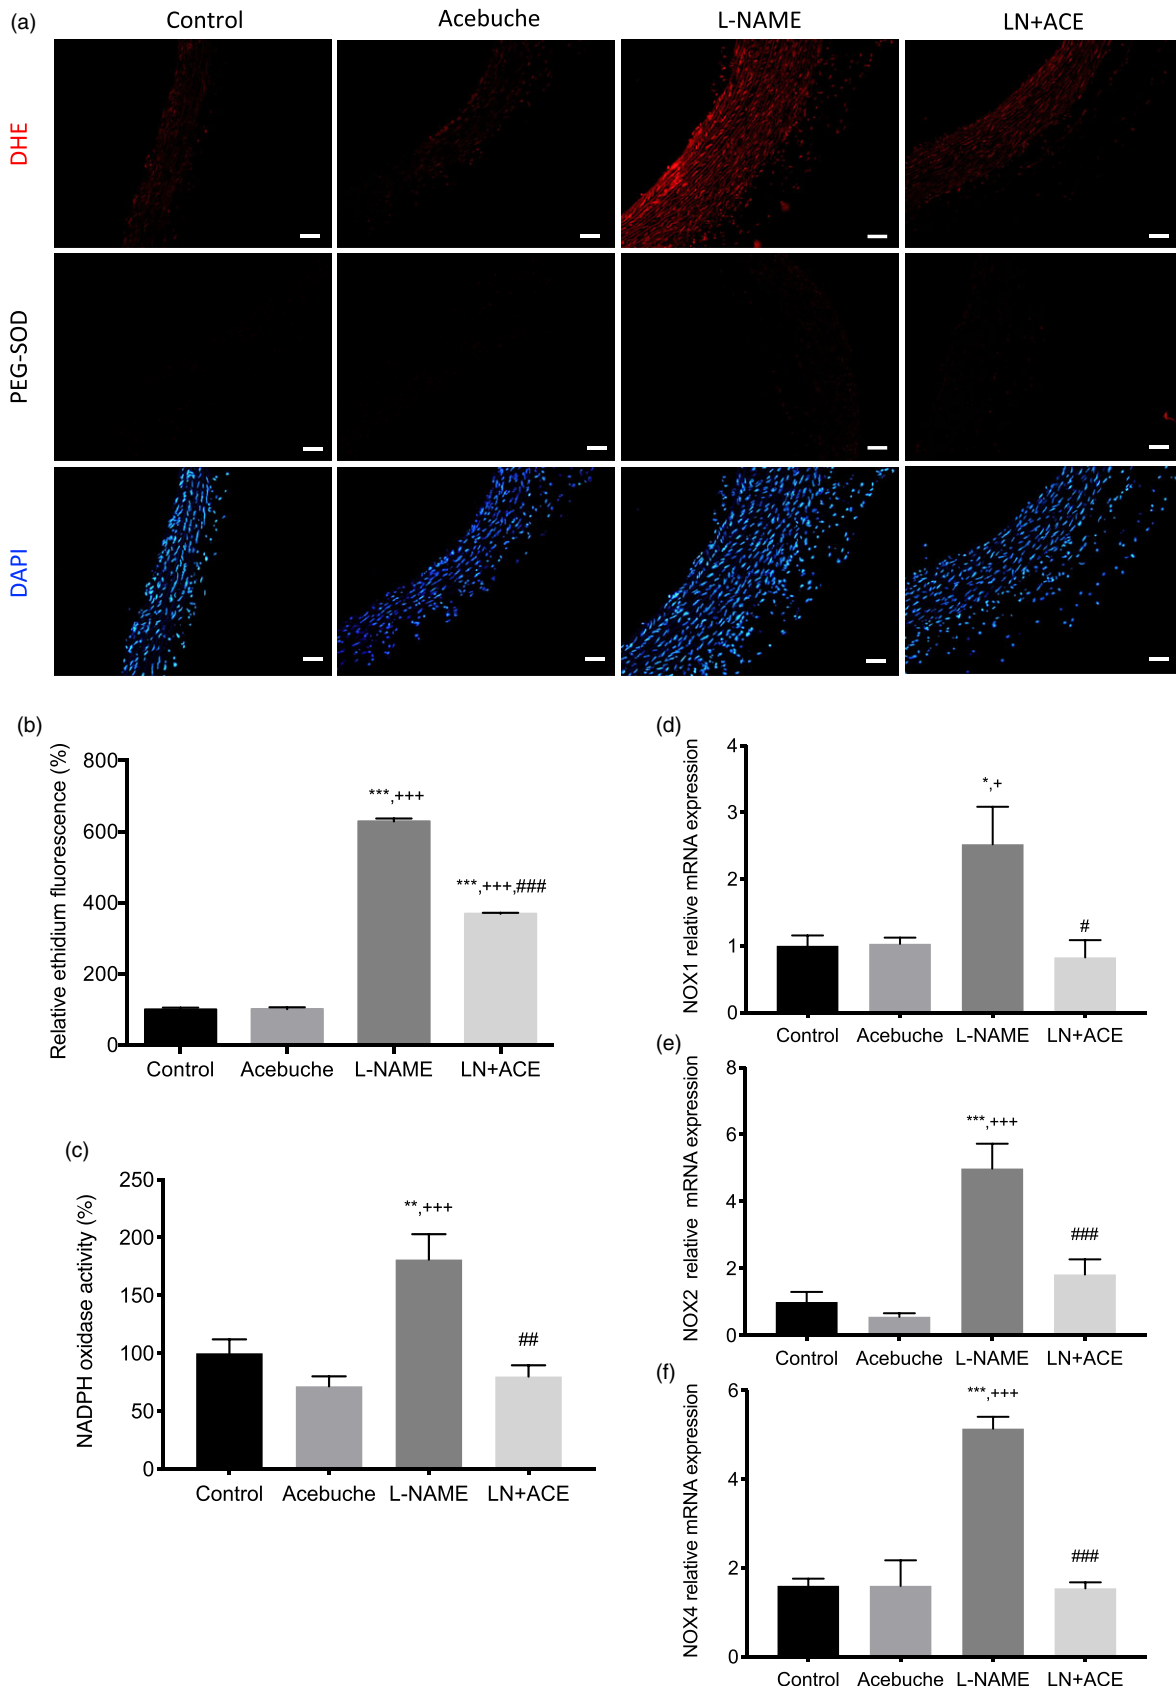 (a)
Control
Acebuche
L-NAME
LN+ACE
DHE
PEG-SOD
DAPI
(b)
Relative ethidium fluorescence (%)
800
600
400
200
0
***,+++
***,+++,###
Control
Acebuche
L-NAME
LN+ACE
(c)
NADPH oxidase activity (%)
250
200
150
100
50
0
**,+++
##
Control
Acebuche
L-NAME
LN+ACE
(d)
NOX1 relative mRNA expression
4
3
2
1
0
*,+
#
Control
Acebuche
L-NAME
LN+ACE
(e)
NOX2 relative mRNA expression
8
6
4
2
0
***,+++
###
Control
Acebuche
L-NAME
LN+ACE
(f)
NOX4 relative mRNA expression
6
4
2
0
***,+++
###
Control
Acebuche
L-NAME
LN+ACE